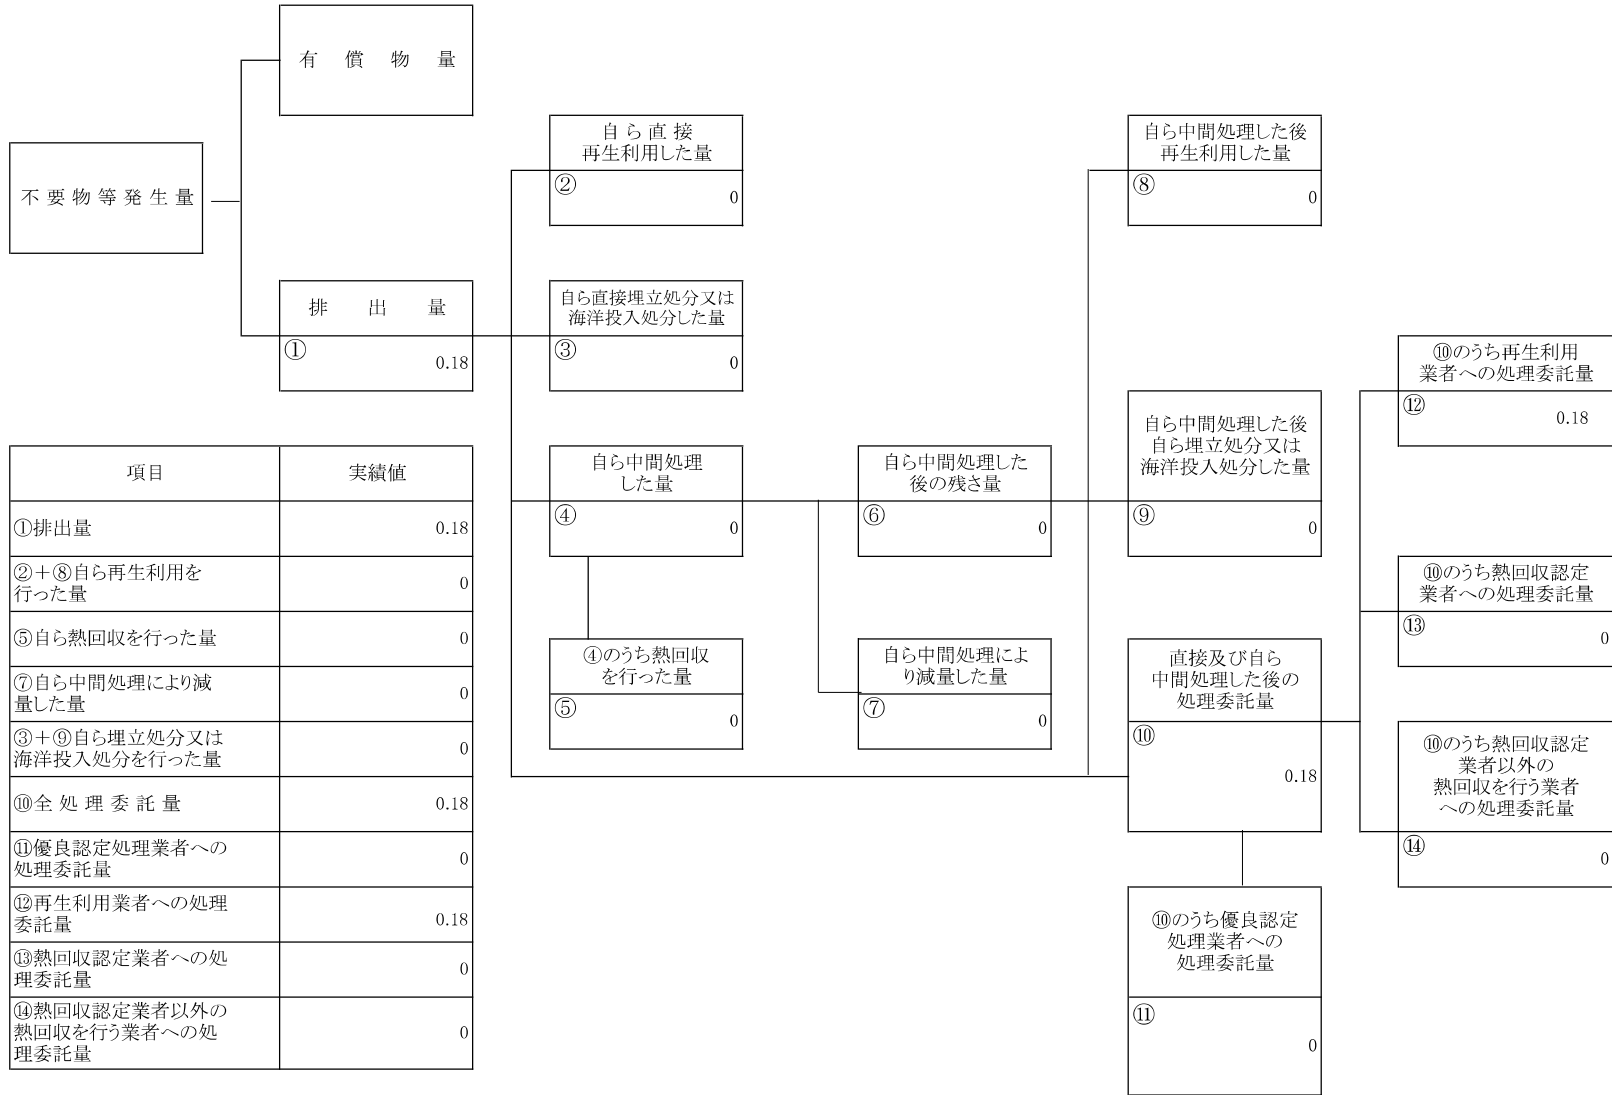 有償物量
不要物等発生量
排出量
①
0.18
自ら直接
再生利用した量
②
0
自ら直接埋立処分又は
海洋投入処分した量
③
0
自ら中間処理
した量
④
0
④のうち熱回収
を行った量
⑤
0
自ら中間処理した
後の残さ量
⑥
0
自ら中間処理によ
り減量した量
⑦
0
自ら中間処理した後
再生利用した量
⑧
0
自ら中間処理した後
自ら埋立処分又は
海洋投入処分した量
⑨
0
直接及び自ら
中間処理した後の
処理委託量
⑩
0.18
⑩のうち優良認定
処理業者への
処理委託量
⑪
0
⑩のうち再生利用
業者への処理委託量
⑫
0.18
⑩のうち熱回収認定
業者への処理委託量
⑬
0
⑩のうち熱回収認定
業者以外の
熱回収を行う業者
への処理委託量
⑭
0
項目 実績値
①排出量 0.18
②＋⑧自ら再生利用を
行った量 0
⑤自ら熱回収を行った量 0
⑦自ら中間処理により減
量した量 0
③＋⑨自ら埋立処分又は
海洋投入処分を行った量 0
⑩全処理委託量 0.18
⑪優良認定処理業者への
処理委託量 0
⑫再生利用業者への処理
委託量 0.18
⑬熱回収認定業者への処
理委託量 0
⑭熱回収認定業者以外の
熱回収を行う業者への処
理委託量 0